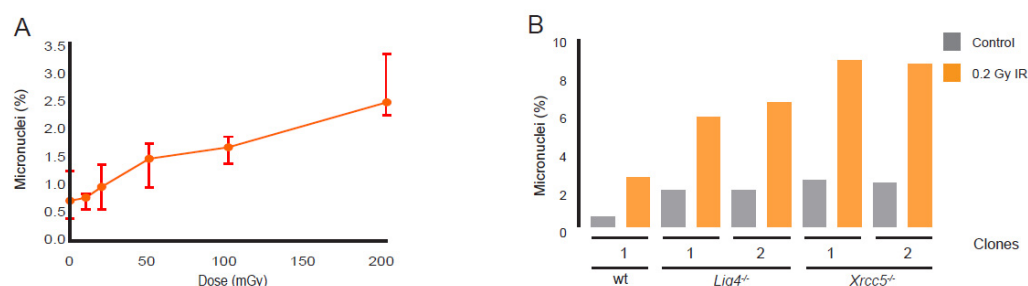 A
3.5
3.0
2.5
2.0
1.5
1.0
0.5
0.0
Micronuclei (%)
0 50 100 150 200
Dose (mGy)
B
10
8
6
4
2
0
Micronuclei (%)
Control
0.2 Gy IR
1 1 2 1 2 Clones
wt Lig4-/- Xrcc5-/-